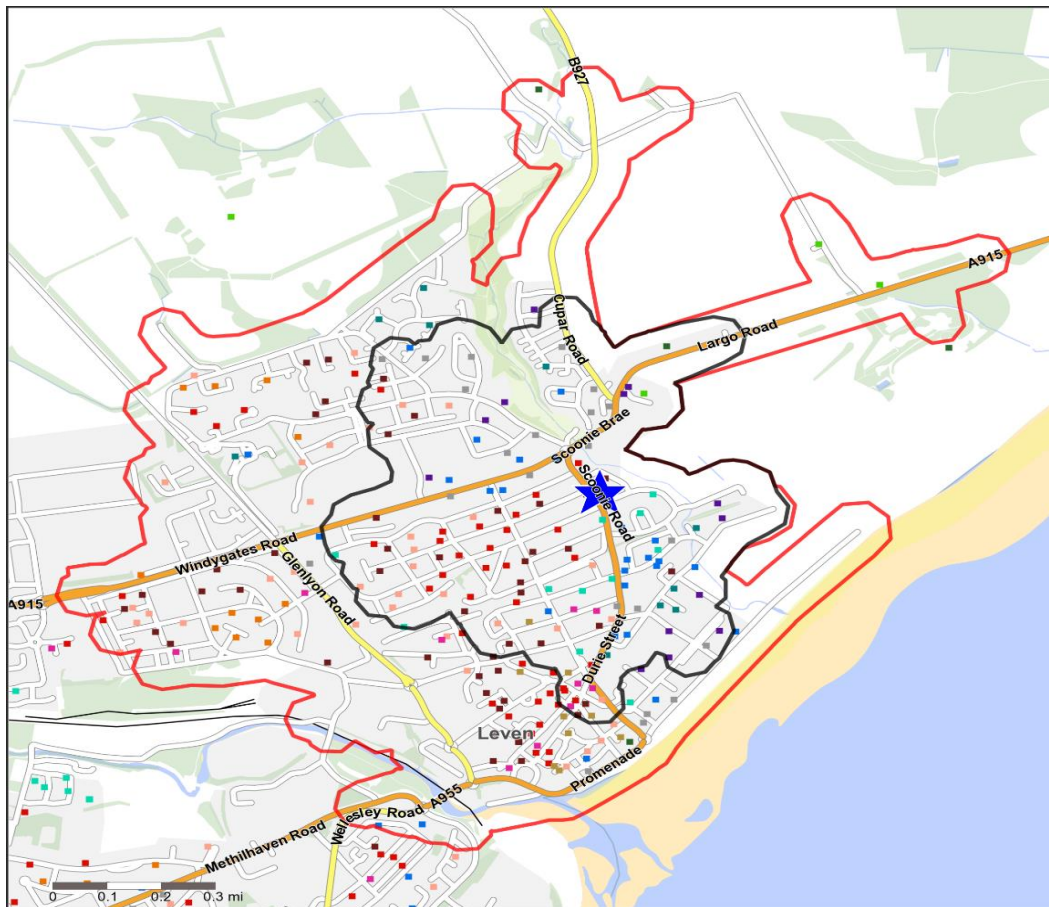 B927
A915
Cupar Road
Largo Road
Scoonie Brae
Scoonie Road
Windygates Road
Glenlyon Road
A915
Durie Street
Leven
Promenade
A955
Wellesley Road
Methilhaven Road
0 0.1 0.2 0.3 mi